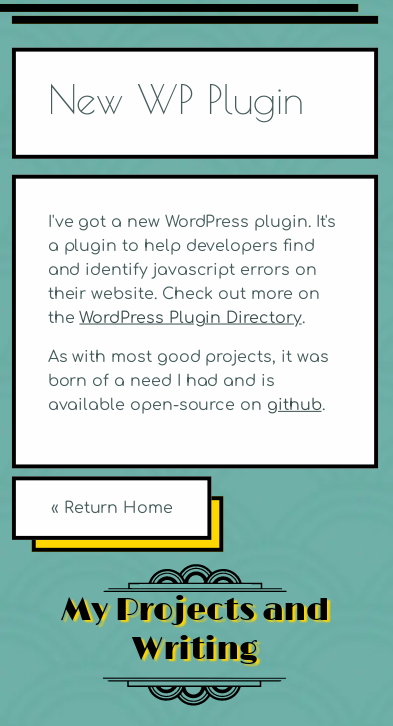 New WP Plugin
I've got a new WordPress plugin. It's
a plugin to help developers find
and identify javascript errors on
their website. Check out more on
the WordPress Plugin Directory.
As with most good projects, it was
born of a need I had and is
available open-source on github.
« Return Home
My Projects and
Writing